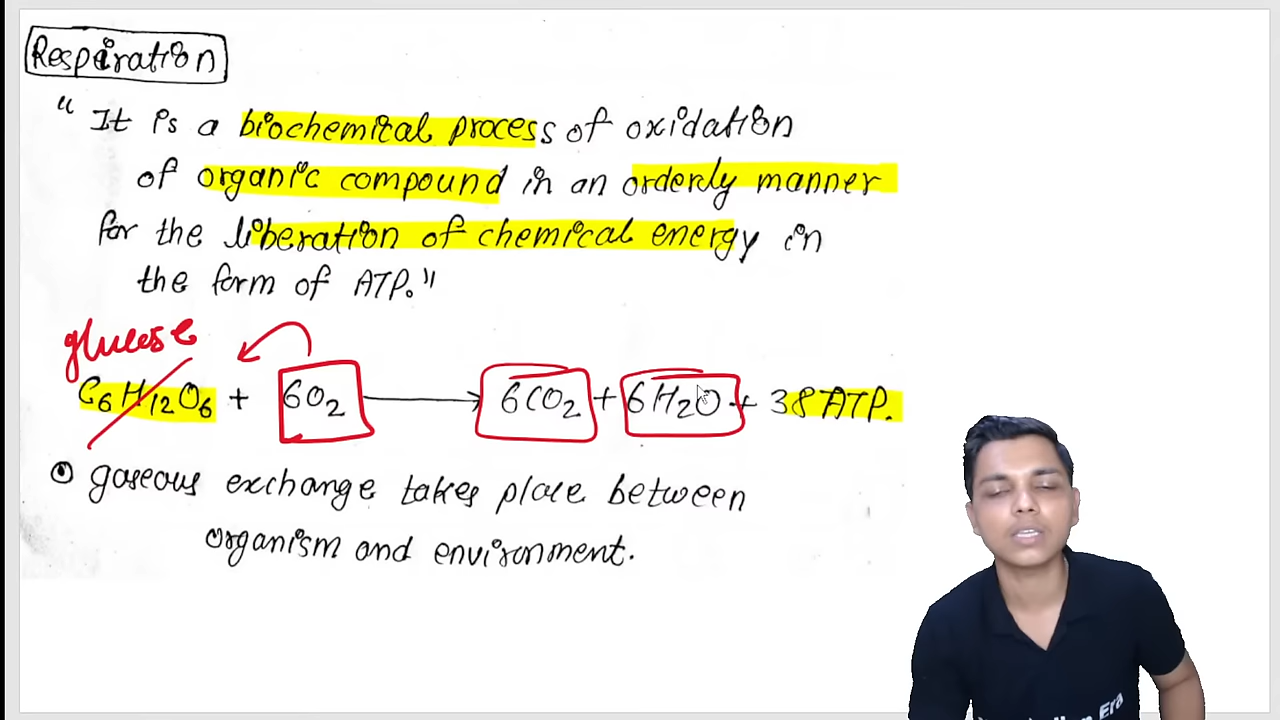 Respiration
" It is a biochemical process of oxidation
of organic compound in an orderly manner
for the liberation of chemical energy in
the form of ATP."
glucose
C6H12O6 + 6O2 → 6CO2 + 6H2O + 38 ATP.
gaseous exchange takes place between
organism and environment.
Era